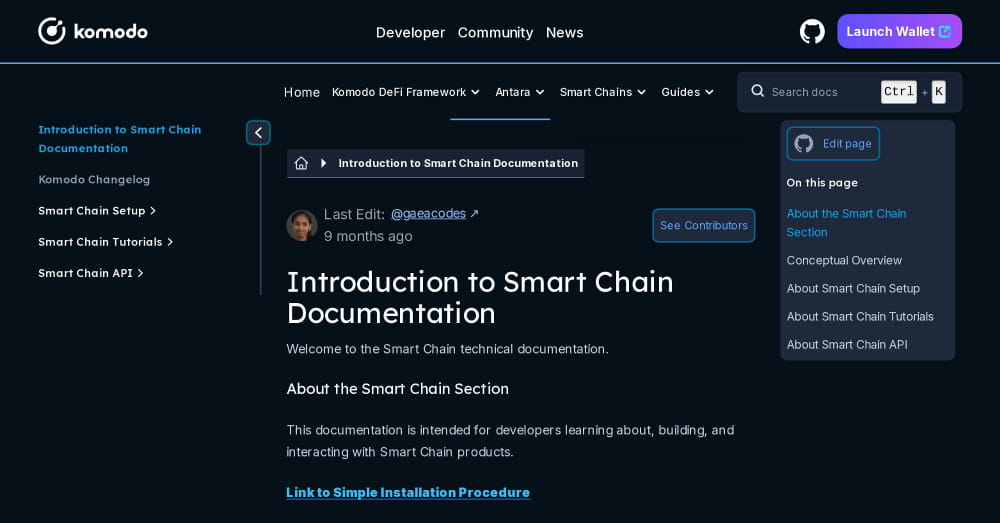 komodo
Developer Community News
Launch Wallet
Home Komodo DeFi Framework Antara Smart Chains Guides
Search docs Ctrl + K
Introduction to Smart Chain
Documentation
Komodo Changelog
Smart Chain Setup
Smart Chain Tutorials
Smart Chain API
Introduction to Smart Chain Documentation
Last Edit: @gaeacodes ↗
9 months ago
See Contributors
Introduction to Smart Chain
Documentation
Welcome to the Smart Chain technical documentation.
About the Smart Chain Section
This documentation is intended for developers learning about, building, and
interacting with Smart Chain products.
Link to Simple Installation Procedure
Edit page
On this page
About the Smart Chain
Section
Conceptual Overview
About Smart Chain Setup
About Smart Chain Tutorials
About Smart Chain API